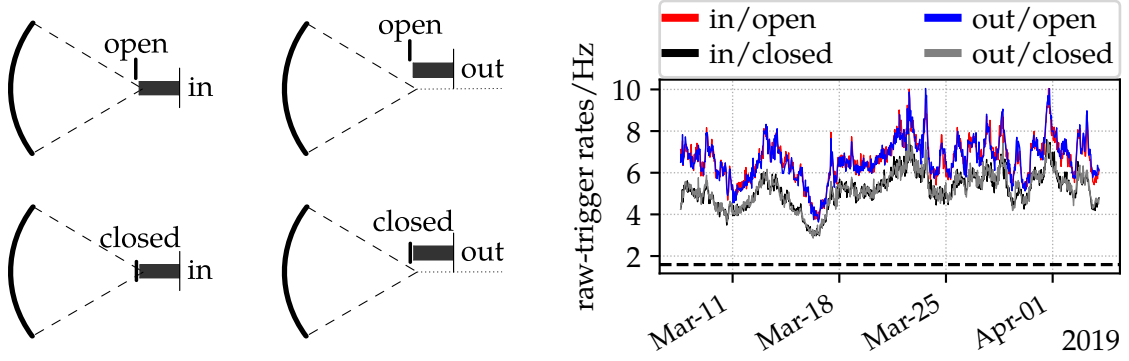 open
in
open
out
closed
in
closed
out
in/open
out/open
in/closed
out/closed
raw-trigger rates/Hz
10
8
6
4
2
Mar-11
Mar-18
Mar-25
Apr-01
2019